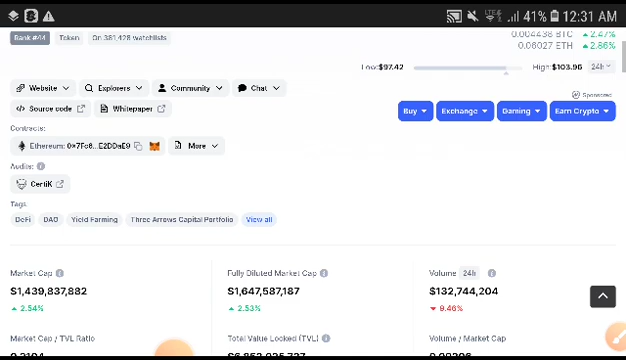 41% 12:31 AM
Rank #44 Token On 381,428 watchlists
0.004438 BTC 2.47%
0.06027 ETH 2.86%
Low:$97.42 High:$103.96 24h
Website Explorers Community Chat
Sponsored
Source code Whitepaper
Buy Exchange Gaming Earn Crypto
Contracts:
Ethereum: 0x7Fc6...E2DDaE9 More
Audits:
CertiK
Tags
DeFi DAO Yield Farming Three Arrows Capital Portfolio View all
Market Cap Fully Diluted Market Cap Volume 24h
$1,439,837,882 $1,647,587,187 $132,744,204
2.54% 2.53% 9.46%
Market Cap / TVL Ratio Total Value Locked (TVL) Volume / Market Cap